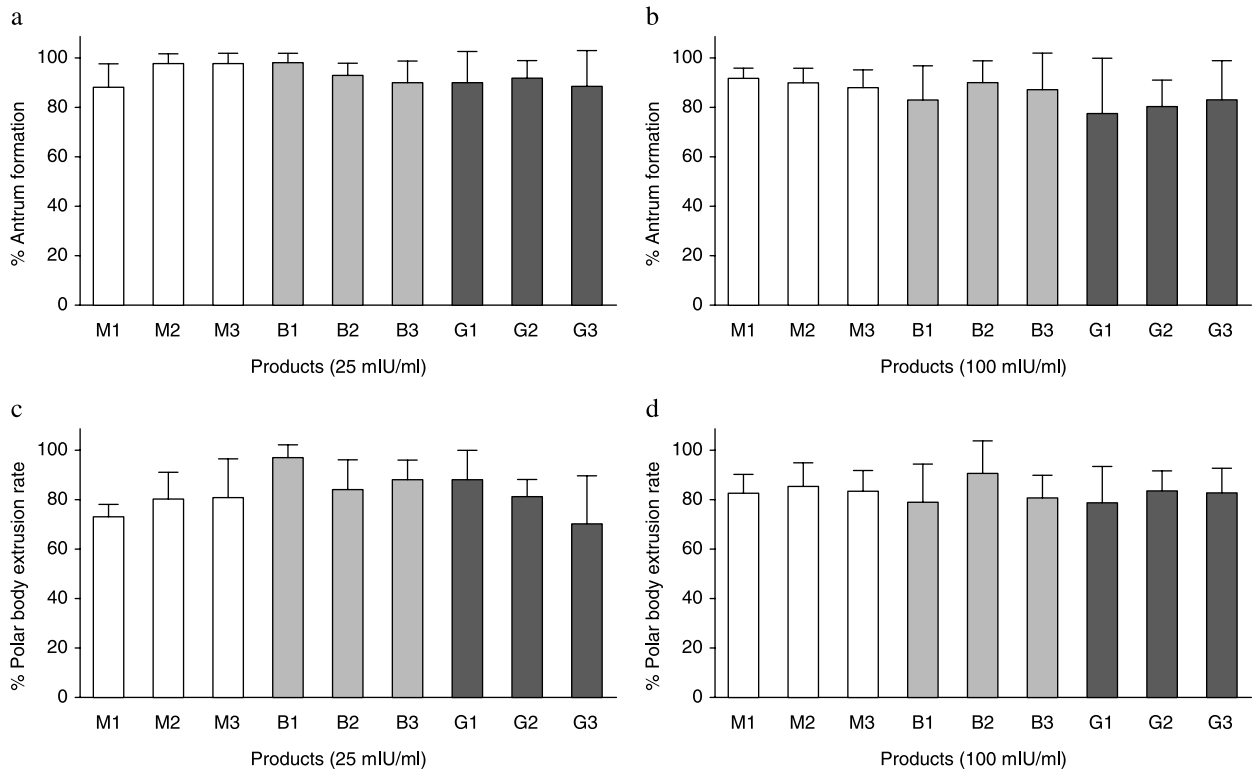 a
% Antrum formation
100
80
60
40
20
0
M1 M2 M3 B1 B2 B3 G1 G2 G3
Products (25 mIU/ml)
b
% Antrum formation
100
80
60
40
20
0
M1 M2 M3 B1 B2 B3 G1 G2 G3
Products (100 mIU/ml)
c
% Polar body extrusion rate
100
80
60
40
20
0
M1 M2 M3 B1 B2 B3 G1 G2 G3
Products (25 mIU/ml)
d
% Polar body extrusion rate
100
80
60
40
20
0
M1 M2 M3 B1 B2 B3 G1 G2 G3
Products (100 mIU/ml)